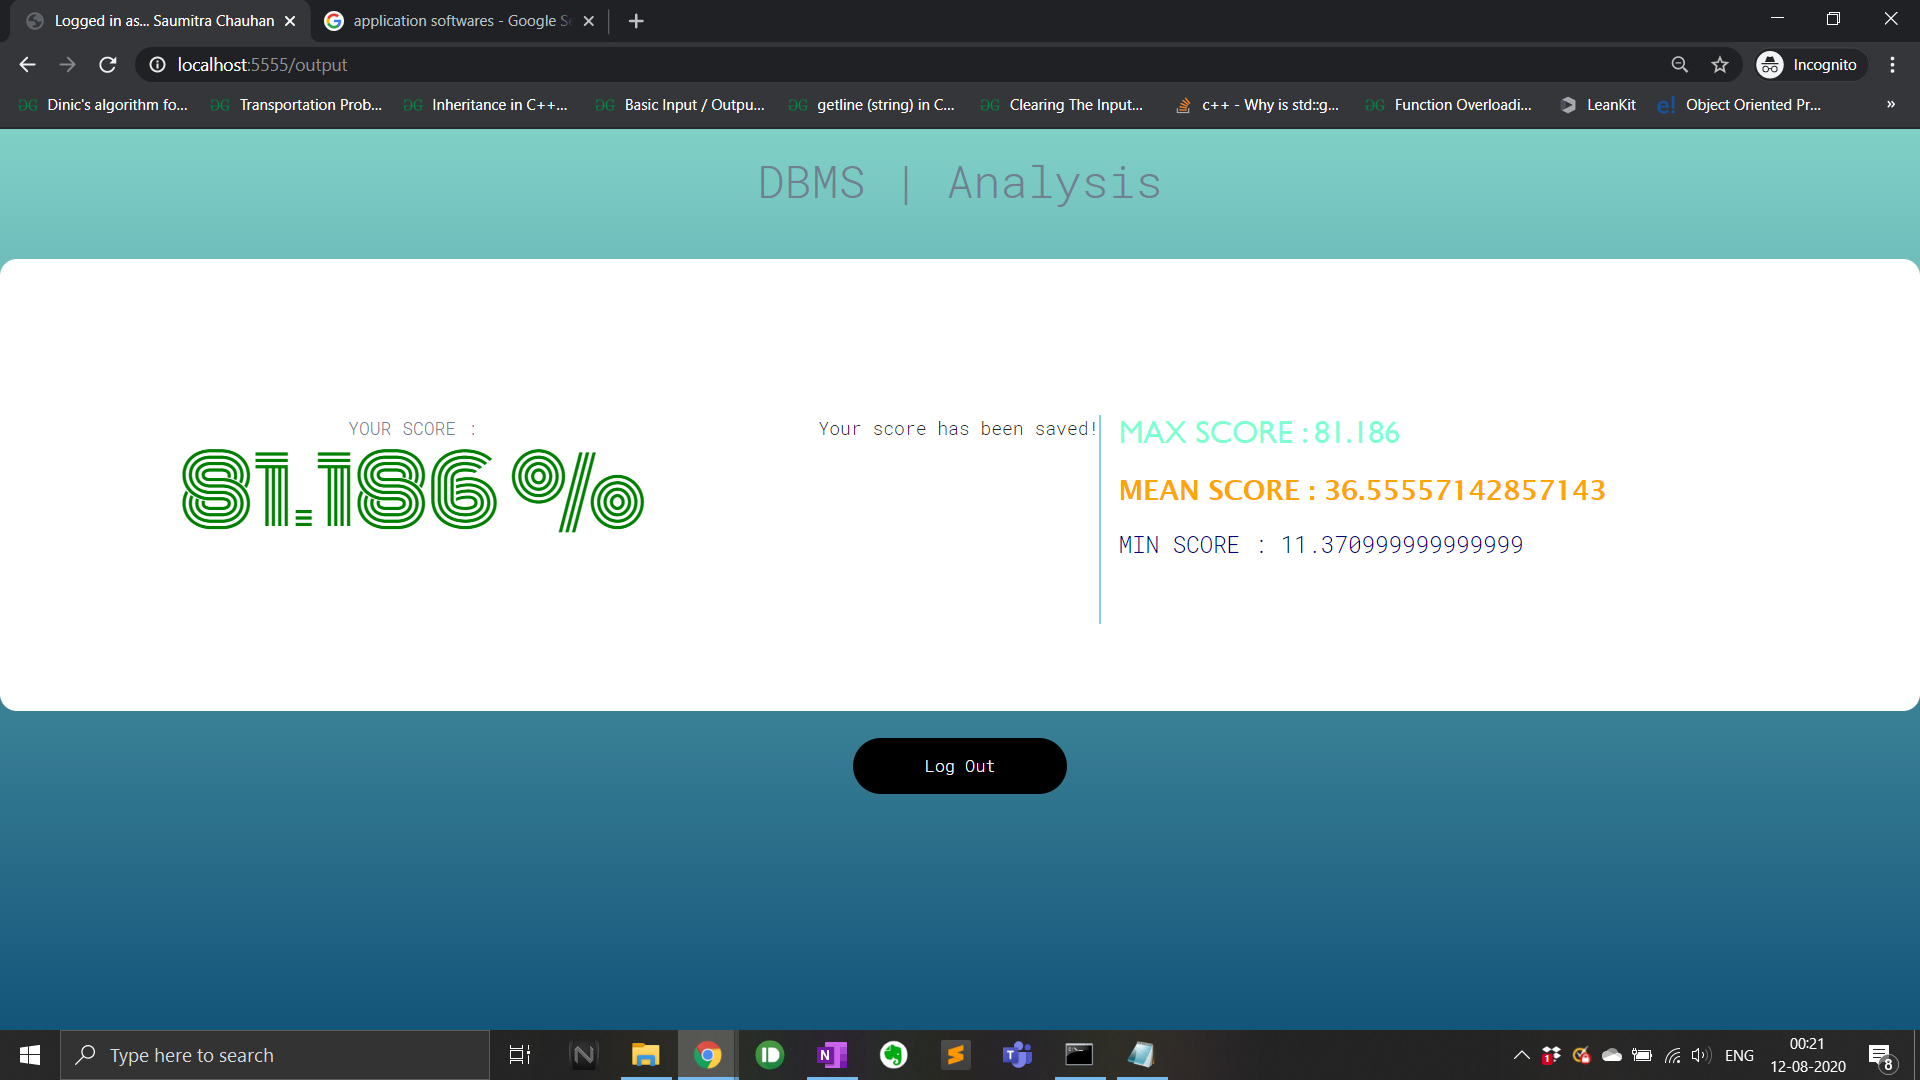 Logged in as... Saumitra Chauhan
application softwares - Google Se
localhost:5555/output
Incognito
Dinic's algorithm fo...
Transportation Prob...
Inheritance in C++...
Basic Input / Outpu...
getline (string) in C...
Clearing The Input...
c++ - Why is std::g...
Function Overloadi...
LeanKit
Object Oriented Pr...
»
DBMS | Analysis
YOUR SCORE :
81.186 %
Your score has been saved!
MAX SCORE : 81.186
MEAN SCORE : 36.55557142857143
MIN SCORE : 11.370999999999999
Log Out
Type here to search
ENG
00:21
12-08-2020
8